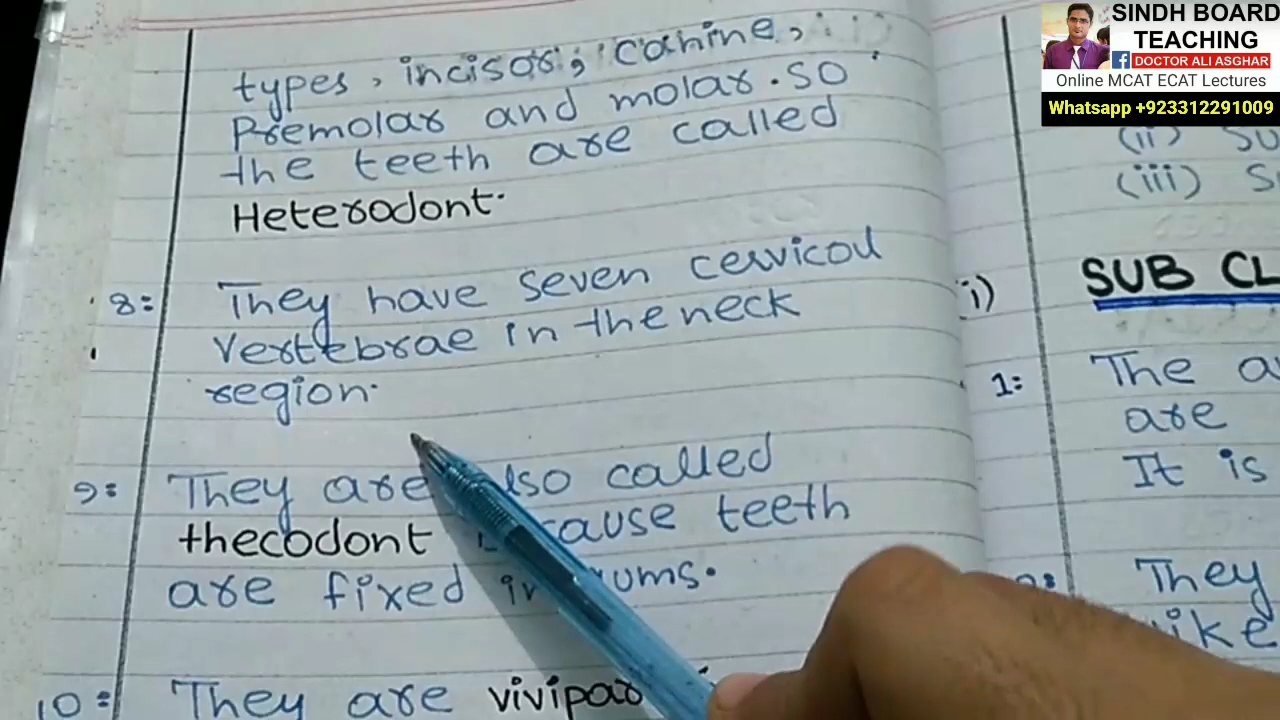 types, incisor, canine,
Premolar and molar. So
the teeth are called
Heterodont.
8: They have seven cervical
Vertebrae in the neck
region.
9: They are also called
thecodont because teeth
are fixed in gums.
10: They are vivipar
(ii) Su
(iii) S
i) SUB CL
1: The a
are
It is
They
like
SINDH BOARD
TEACHING
f DOCTOR ALI ASGHAR
Online MCAT ECAT Lectures
Whatsapp +923312291009